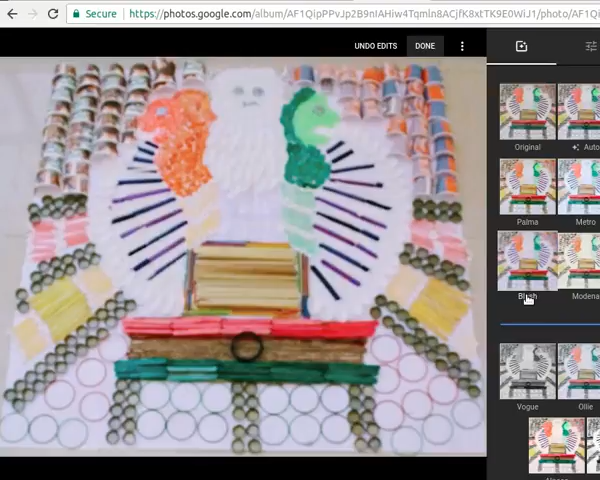 Secure https://photos.google.com/album/AF1QipPPvJp2B9nIAHiw4Tqmln8ACjfK8xtTK9E0WiJ1/photo/AF1Qi
UNDO EDITS DONE
Original Auto
Palma Metro
Blush Modena
Vogue Ollie